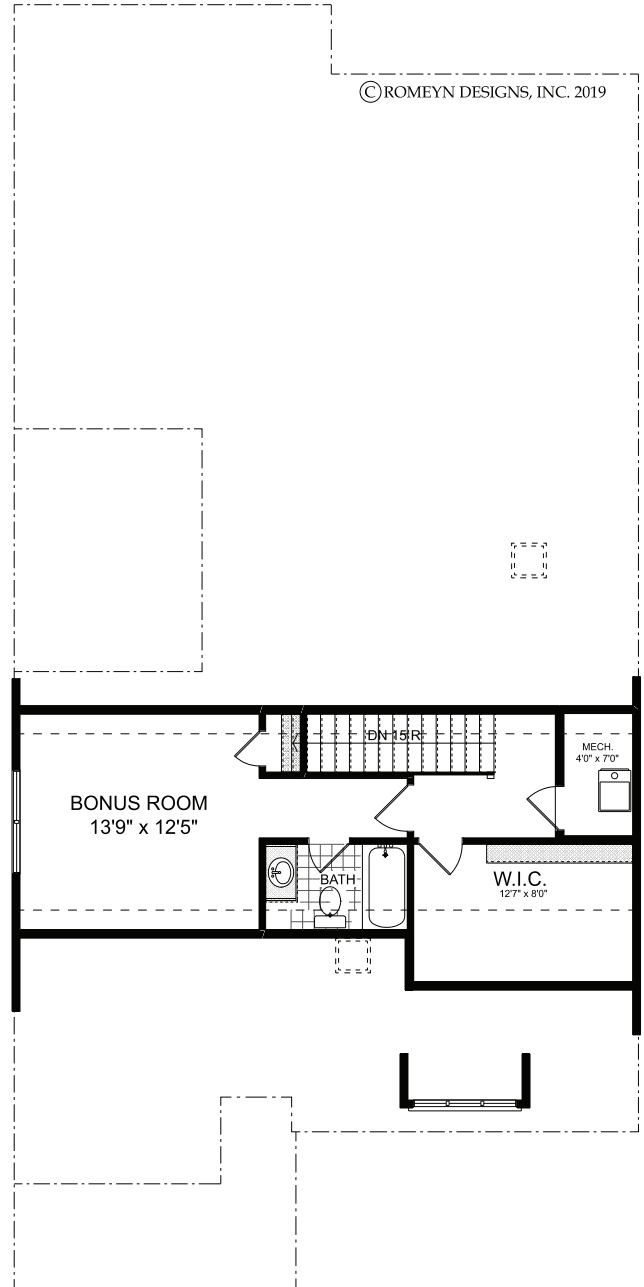 ©ROMEYN DESIGNS, INC. 2019
DN 15 R
MECH.
4'0" x 7'0"
BONUS ROOM
13'9" x 12'5"
BATH
W.I.C.
12'7" x 8'0"